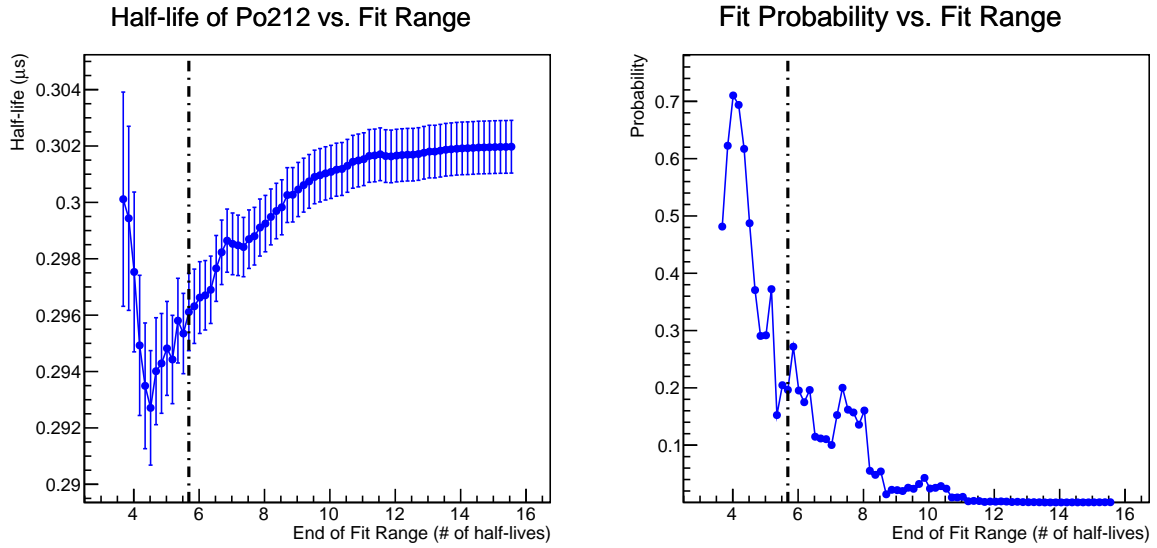 Half-life of Po212 vs. Fit Range
Half-life (μs)
0.304
0.302
0.3
0.298
0.296
0.294
0.292
0.29
4 6 8 10 12 14 16
End of Fit Range (# of half-lives)
Fit Probability vs. Fit Range
Probability
0.7
0.6
0.5
0.4
0.3
0.2
0.1
4 6 8 10 12 14 16
End of Fit Range (# of half-lives)